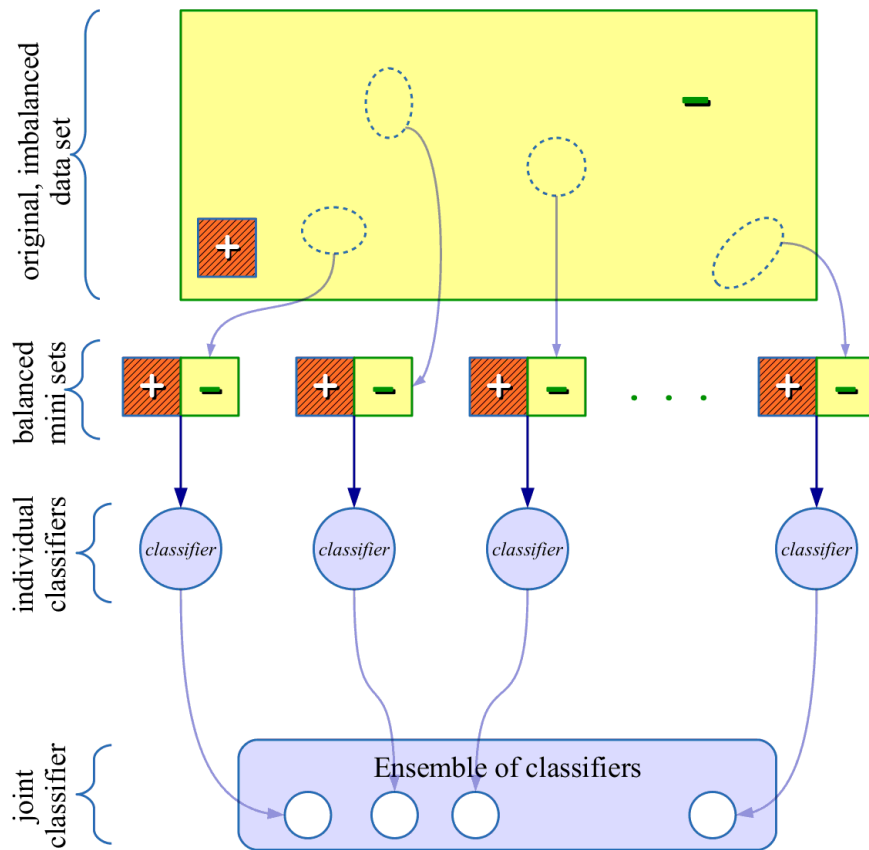 original, imbalanced
data set
−
+
balanced
mini sets
+ − + − + − . . . + −
individual
classifiers
classifier classifier classifier classifier
joint
classifier
Ensemble of classifiers